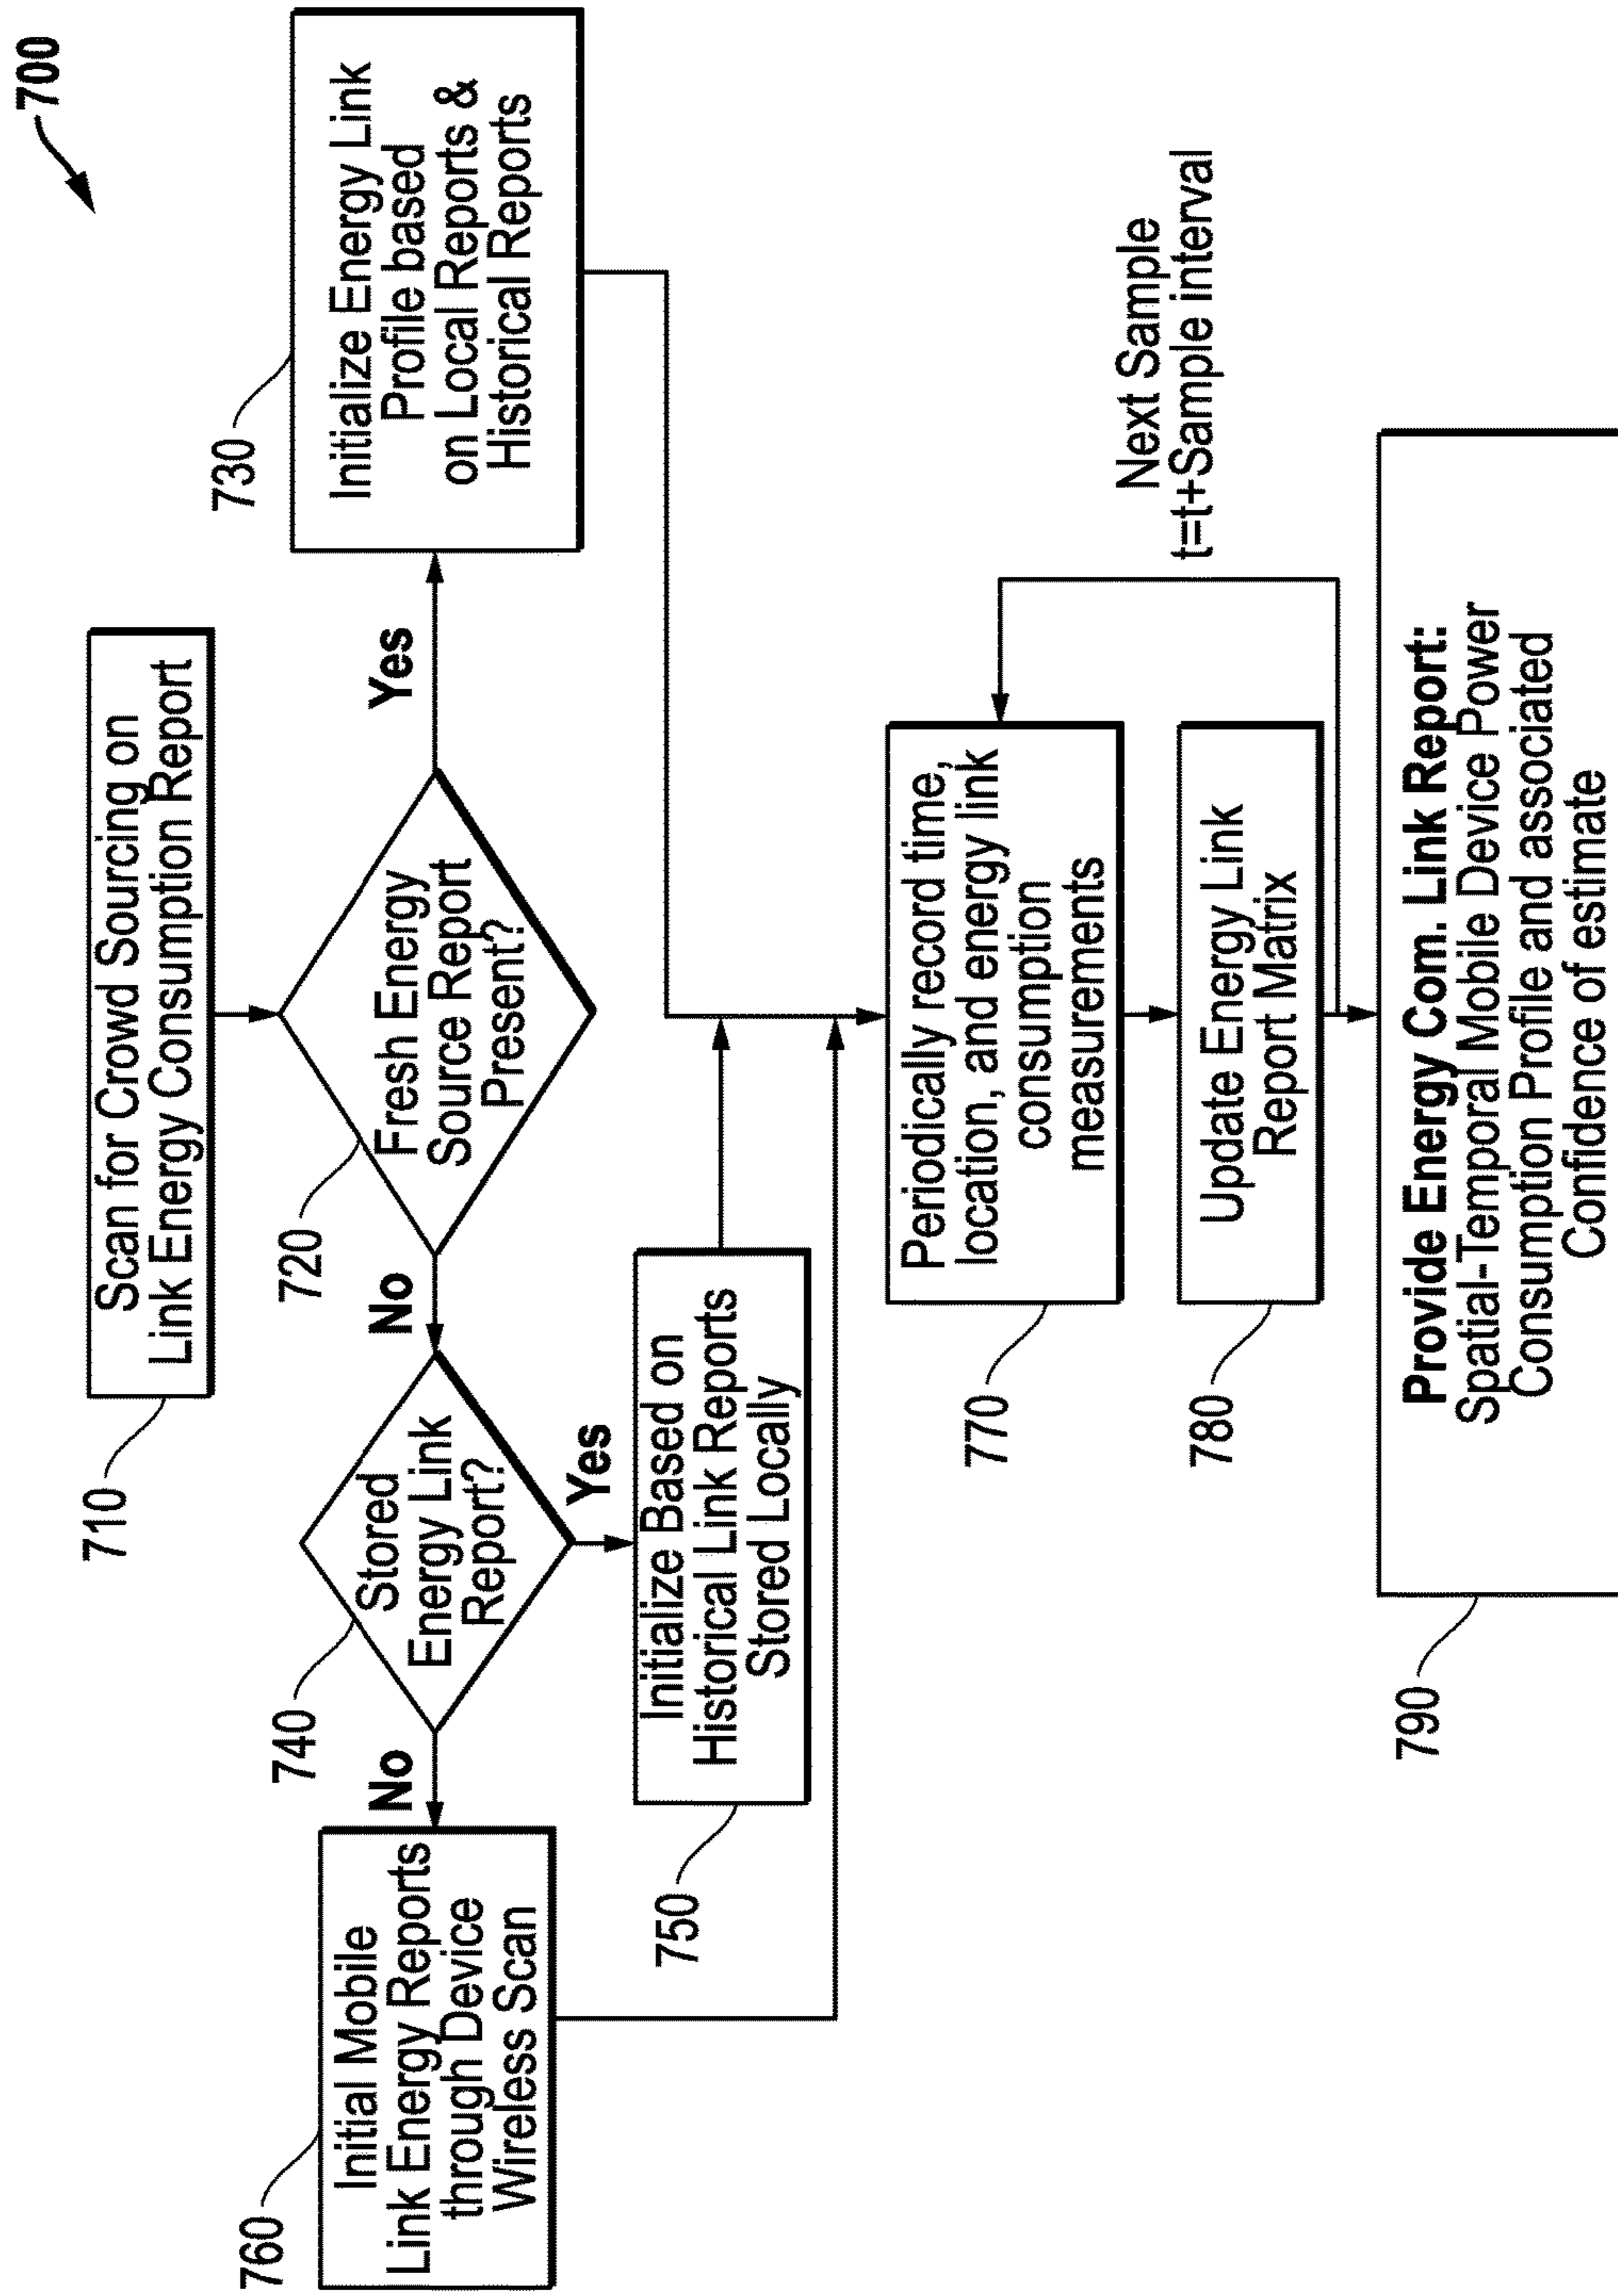 700
710
Scan for Crowd Sourcing on
Link Energy Consumption Report
720
Fresh Energy
Source Report
Present?
Yes
730
Initialize Energy Link
Profile based
on Local Reports &
Historical Reports
No
740
Stored
Energy Link
Report?
Yes
750
Initialize Based on
Historical Link Reports
Stored Locally
No
760
Initial Mobile
Link Energy Reports
through Device
Wireless Scan
770
Periodically record time,
location, and energy link
consumption
measurements
Next Sample
t=t+Sample interval
780
Update Energy Link
Report Matrix
790
Provide Energy Com. Link Report:
Spatial-Temporal Mobile Device Power
Consumption Profile and associated
Confidence of estimate